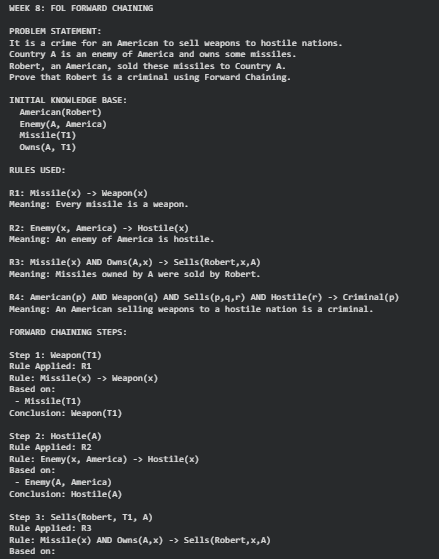 WEEK 8: FOL FORWARD CHAINING
PROBLEM STATEMENT:
It is a crime for an American to sell weapons to hostile nations.
Country A is an enemy of America and owns some missiles.
Robert, an American, sold these missiles to Country A.
Prove that Robert is a criminal using Forward Chaining.
INITIAL KNOWLEDGE BASE:
American(Robert)
Enemy(A, America)
Missile(T1)
Owns(A, T1)
RULES USED:
R1: Missile(x) -> Weapon(x)
Meaning: Every missile is a weapon.
R2: Enemy(x, America) -> Hostile(x)
Meaning: An enemy of America is hostile.
R3: Missile(x) AND Owns(A,x) -> Sells(Robert,x,A)
Meaning: Missiles owned by A were sold by Robert.
R4: American(p) AND Weapon(q) AND Sells(p,q,r) AND Hostile(r) -> Criminal(p)
Meaning: An American selling weapons to a hostile nation is a criminal.
FORWARD CHAINING STEPS:
Step 1: Weapon(T1)
Rule Applied: R1
Rule: Missile(x) -> Weapon(x)
Based on:
- Missile(T1)
Conclusion: Weapon(T1)
Step 2: Hostile(A)
Rule Applied: R2
Rule: Enemy(x, America) -> Hostile(x)
Based on:
- Enemy(A, America)
Conclusion: Hostile(A)
Step 3: Sells(Robert, T1, A)
Rule Applied: R3
Rule: Missile(x) AND Owns(A,x) -> Sells(Robert,x,A)
Based on: